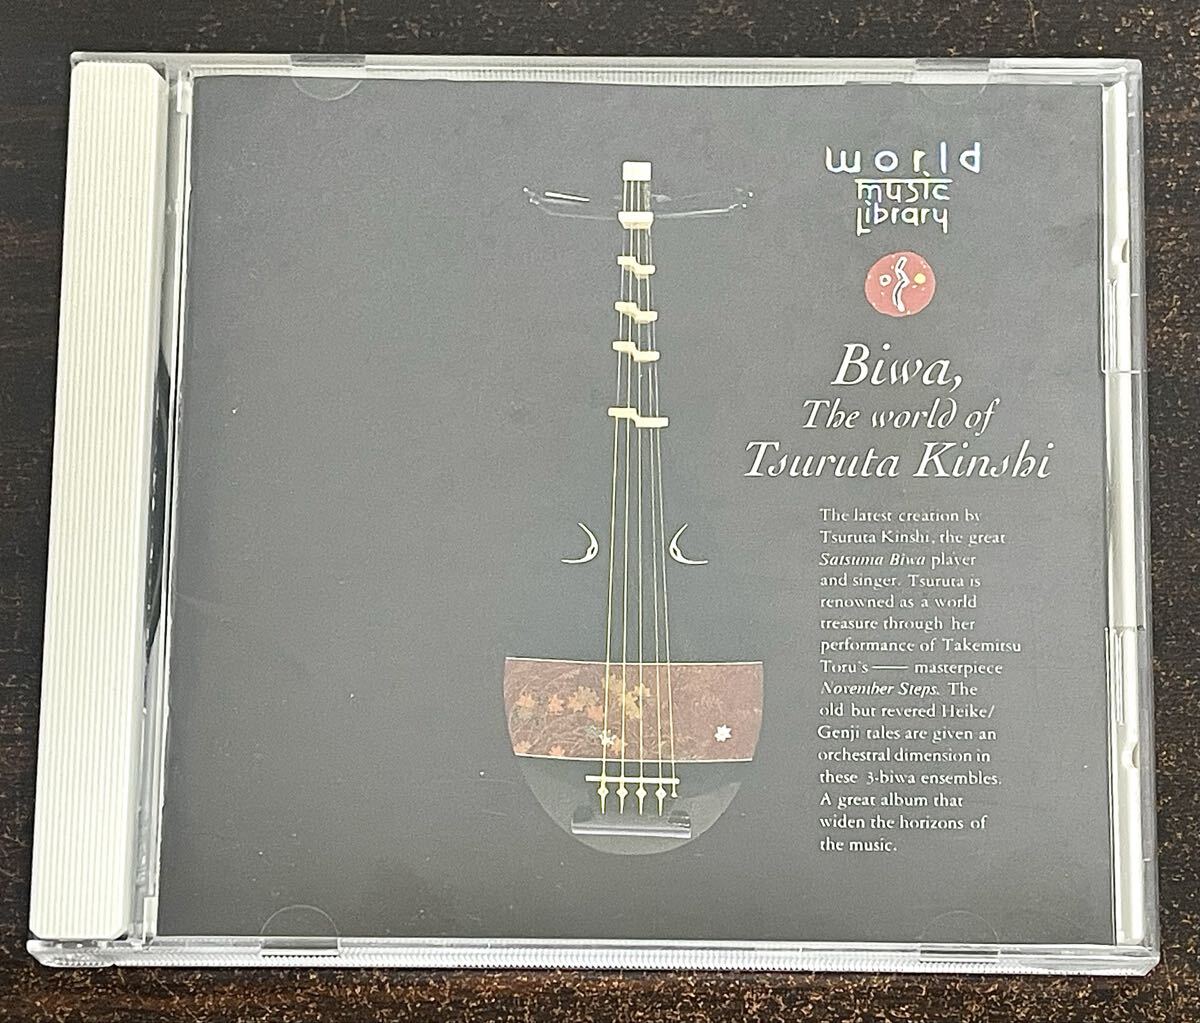 world
music
library
Biwa,
The world of
Tsuruta Kinshi
The latest creation by
Tsuruta Kinshi, the great
Satsuma Biwa player
and singer. Tsuruta is
renowned as a world
treasure through her
performance of Takemitsu
Toru's —— masterpiece
November Steps. The
old but revered Heike/
Genji tales are given an
orchestral dimension in
these 3-biwa ensembles.
A great album that
widen the horizons of
the music.